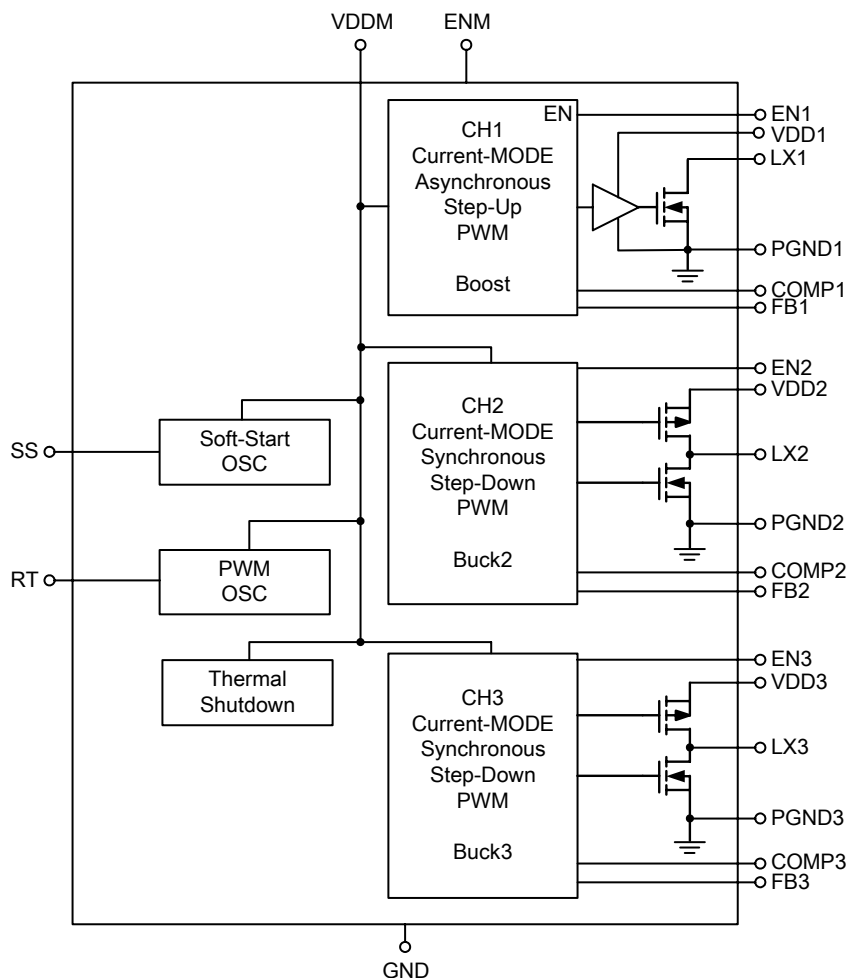 VDDM
ENM
EN
CH1
Current-MODE
Asynchronous
Step-Up
PWM
Boost
EN1
VDD1
LX1
PGND1
COMP1
FB1
CH2
Current-MODE
Synchronous
Step-Down
PWM
Buck2
EN2
VDD2
LX2
PGND2
COMP2
FB2
SS
Soft-Start
OSC
RT
PWM
OSC
Thermal
Shutdown
CH3
Current-MODE
Synchronous
Step-Down
PWM
Buck3
EN3
VDD3
LX3
PGND3
COMP3
FB3
GND